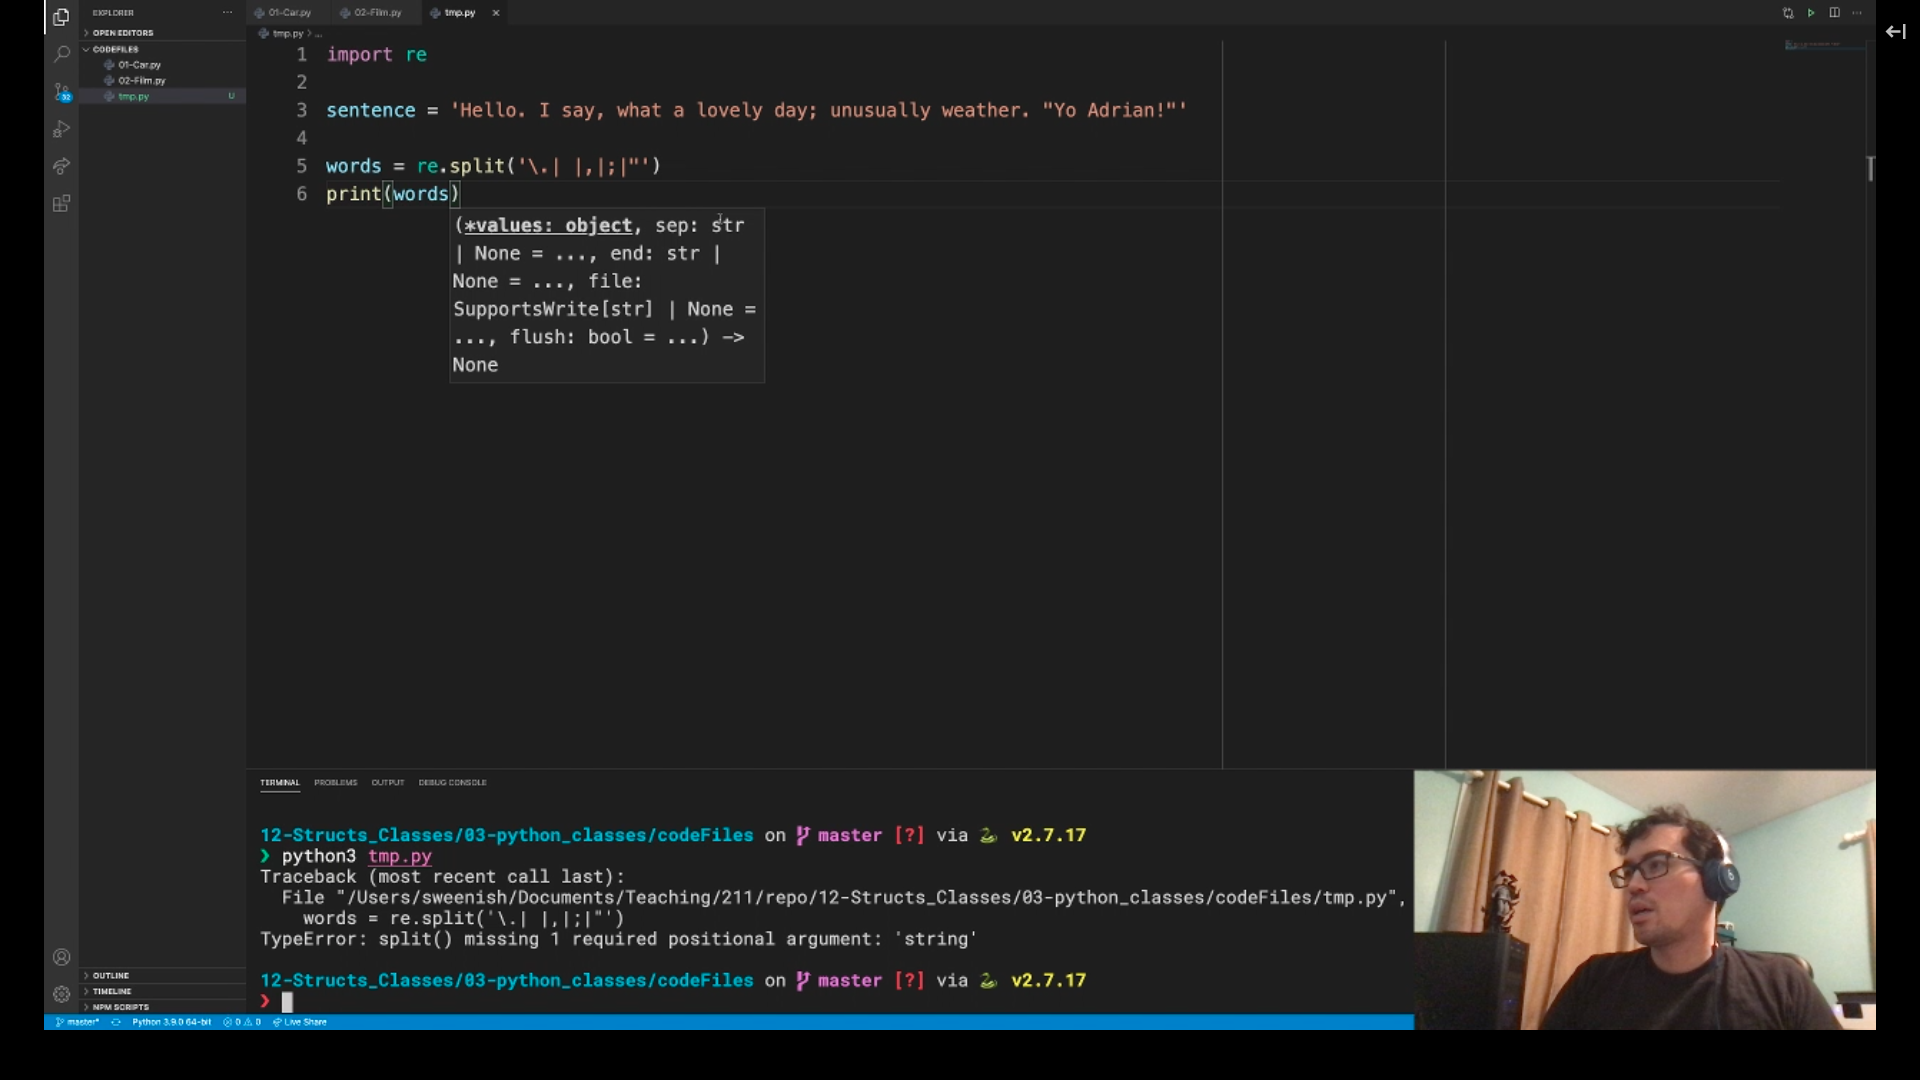 EXPLORER ...
OPEN EDITORS
CODEFILES
01-Car.py
02-Film.py
tmp.py U
01-Car.py 02-Film.py tmp.py ×
tmp.py > ...
1 import re
2
3 sentence = 'Hello. I say, what a lovely day; unusually weather. "Yo Adrian!"'
4
5 words = re.split('\.| |,|;|"')
6 print(words)
(*values: object, sep: str
| None = ..., end: str |
None = ..., file:
SupportsWrite[str] | None =
..., flush: bool = ...) ->
None
TERMINAL PROBLEMS OUTPUT DEBUG CONSOLE
12-Structs_Classes/03-python_classes/codeFiles on master [?] via v2.7.17
❯ python3 tmp.py
Traceback (most recent call last):
File "/Users/sweenish/Documents/Teaching/211/repo/12-Structs_Classes/03-python_classes/codeFiles/tmp.py",
words = re.split('\.| |,|;|"')
TypeError: split() missing 1 required positional argument: 'string'
12-Structs_Classes/03-python_classes/codeFiles on master [?] via v2.7.17
❯
OUTLINE
TIMELINE
NPM SCRIPTS
master* Python 3.9.0 64-bit 0 0 Live Share